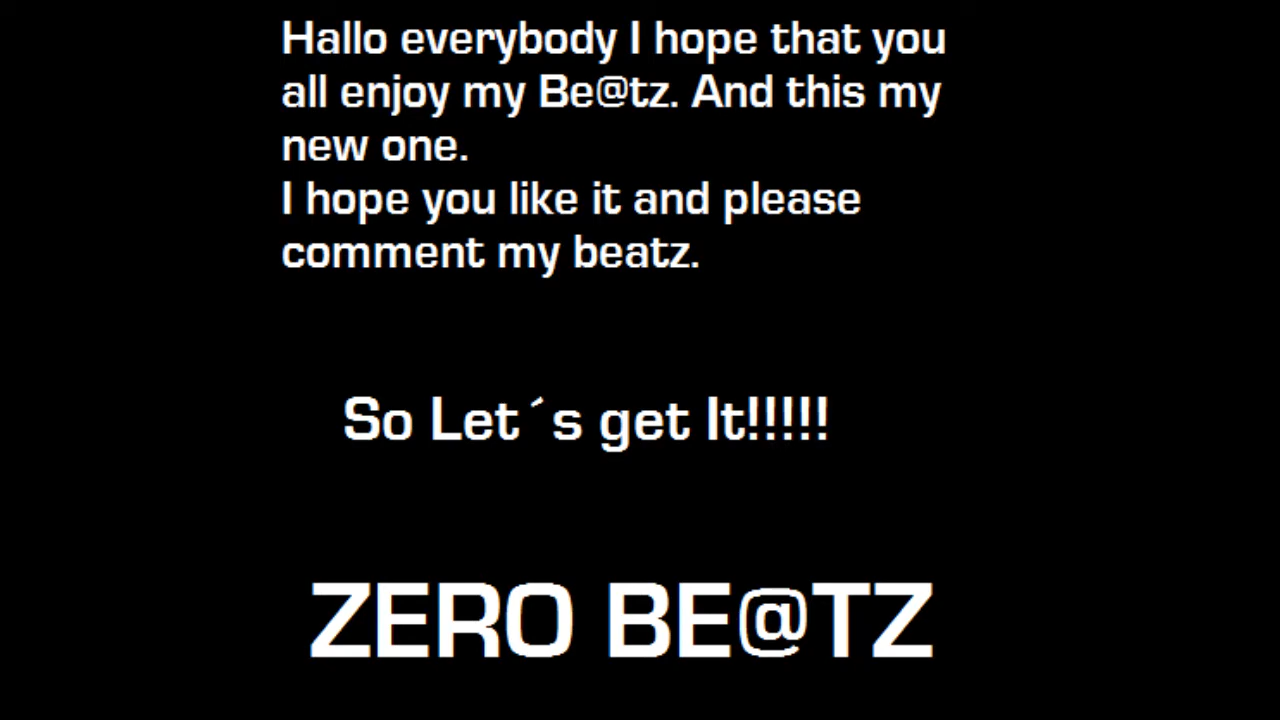 Hallo everybody I hope that you
all enjoy my Be@tz. And this my
new one.
I hope you like it and please
comment my beatz.
So Let´s get It!!!!!
ZERO BE@TZ